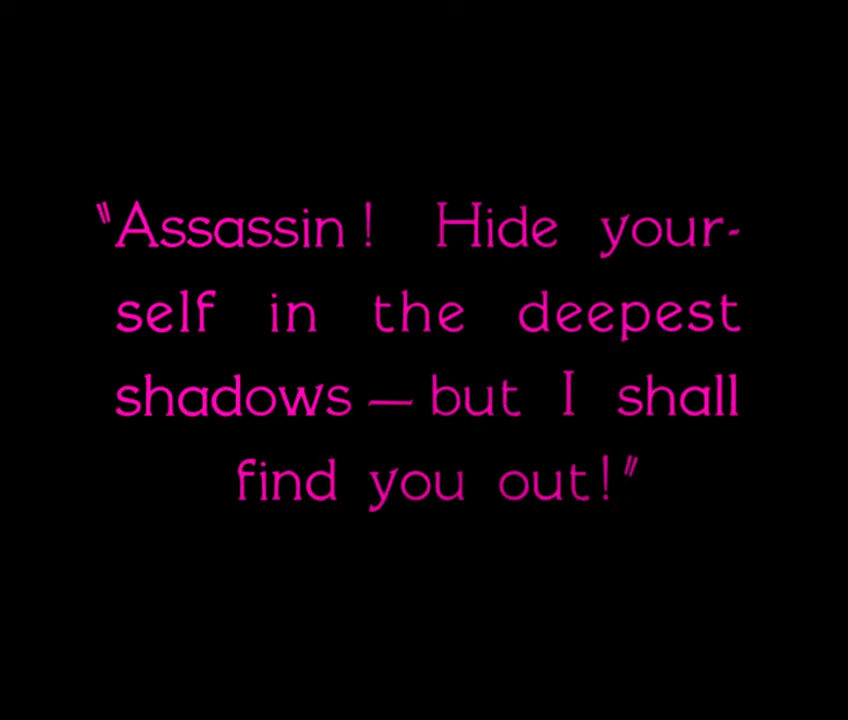 "Assassin! Hide your-
self in the deepest
shadows — but I shall
find you out!"